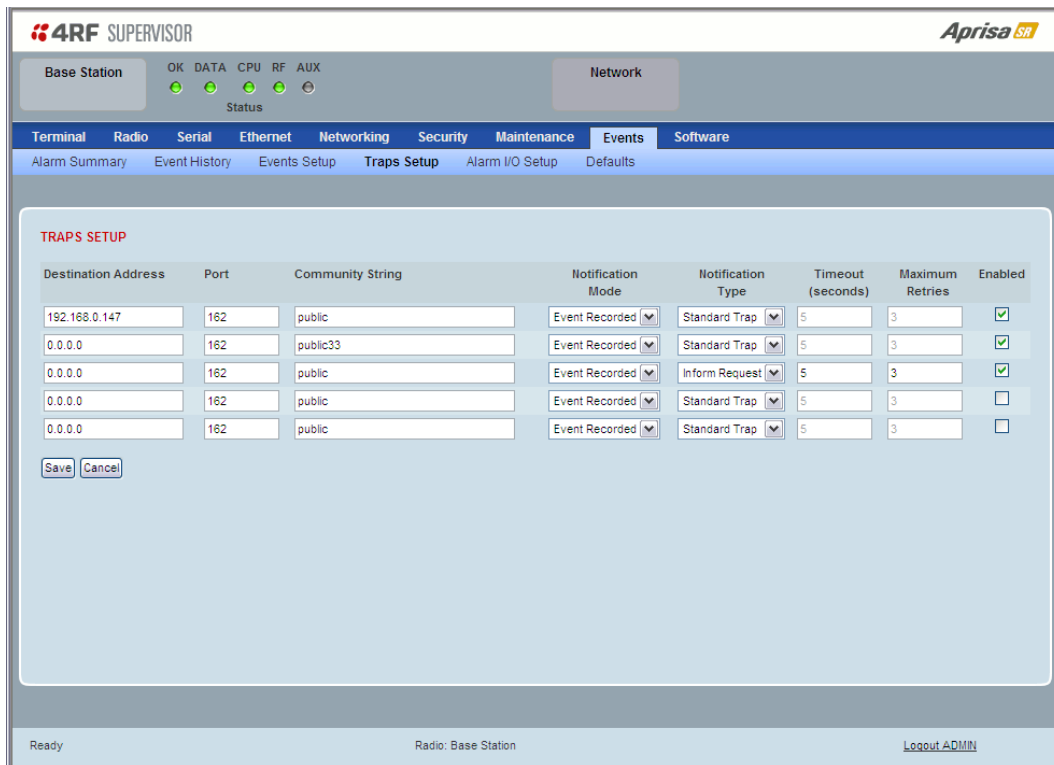 4RF SUPERVISOR
Aprisa SR
Base Station
OK DATA CPU RF AUX
Status
Network
Terminal Radio Serial Ethernet Networking Security Maintenance Events Software
Alarm Summary Event History Events Setup Traps Setup Alarm I/O Setup Defaults
TRAPS SETUP
Destination Address Port Community String Notification Mode Notification Type Timeout (seconds) Maximum Retries Enabled
192.168.0.147 162 public Event Recorded Standard Trap 5 3
0.0.0.0 162 public33 Event Recorded Standard Trap 5 3
0.0.0.0 162 public Event Recorded Inform Request 5 3
0.0.0.0 162 public Event Recorded Standard Trap 5 3
0.0.0.0 162 public Event Recorded Standard Trap 5 3
Save Cancel
Ready Radio: Base Station Logout ADMIN